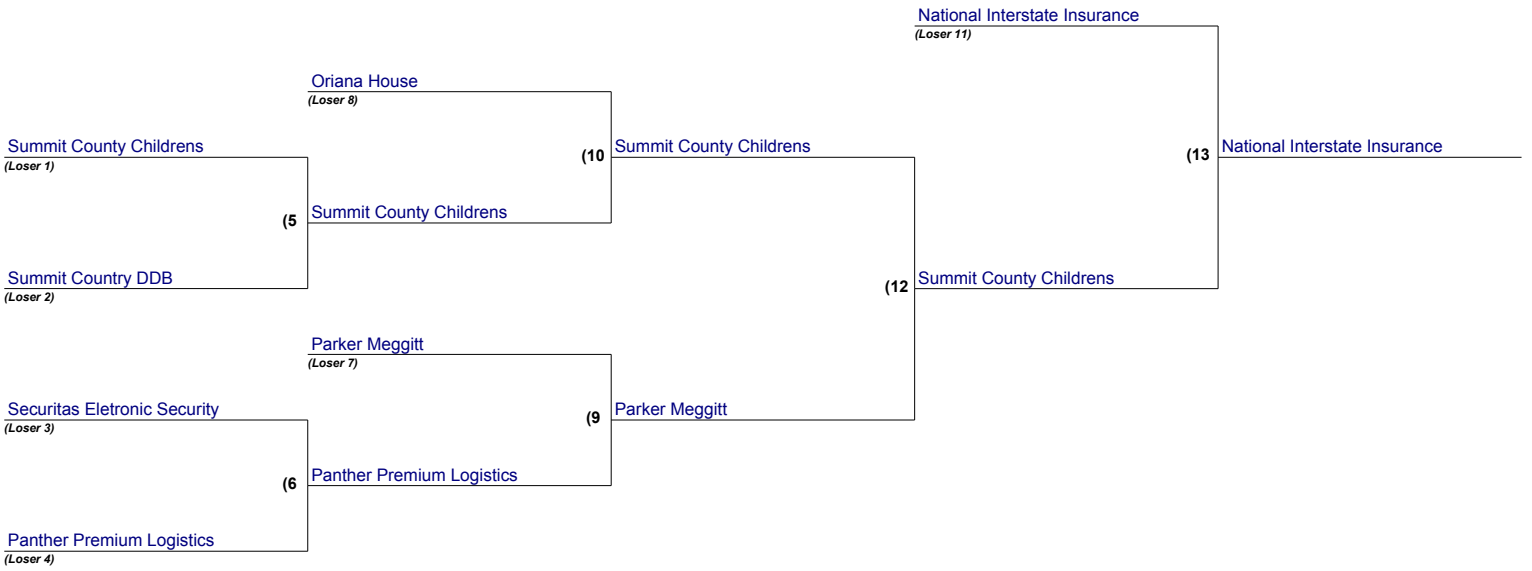 National Interstate Insurance
(Loser 11)
Oriana House
(Loser 8)
Summit County Childrens
(Loser 1)
(10
Summit County Childrens
(13
National Interstate Insurance
(5
Summit County Childrens
Summit Country DDB
(Loser 2)
(12
Summit County Childrens
Parker Meggitt
(Loser 7)
Securitas Eletronic Security
(Loser 3)
(9
Parker Meggitt
(6
Panther Premium Logistics
Panther Premium Logistics
(Loser 4)